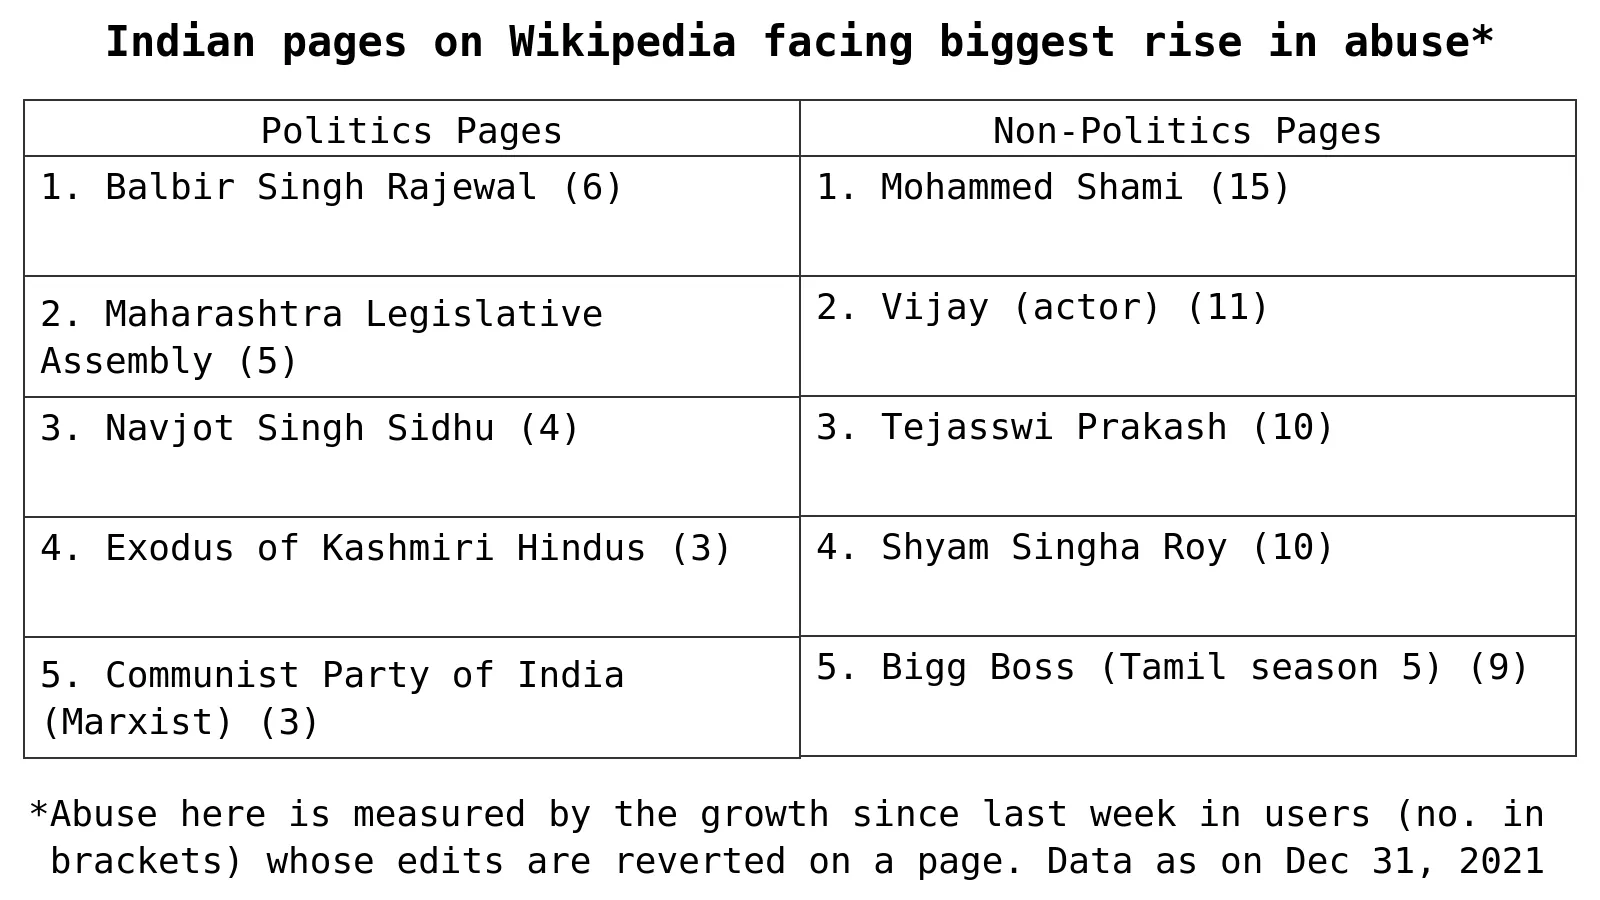 Indian pages on Wikipedia facing biggest rise in abuse*
Politics Pages
Non-Politics Pages
1. Balbir Singh Rajewal (6)
1. Mohammed Shami (15)
2. Maharashtra Legislative
Assembly (5)
2. Vijay (actor) (11)
3. Navjot Singh Sidhu (4)
3. Tejasswi Prakash (10)
4. Exodus of Kashmiri Hindus (3)
4. Shyam Singha Roy (10)
5. Communist Party of India
(Marxist) (3)
5. Bigg Boss (Tamil season 5) (9)
*Abuse here is measured by the growth since last week in users (no. in
brackets) whose edits are reverted on a page. Data as on Dec 31, 2021